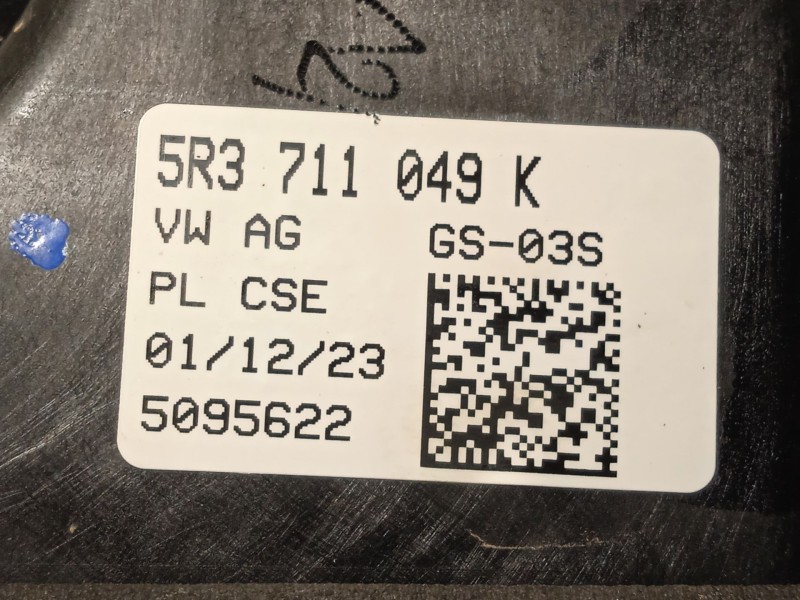 5R3 711 049 K
VW AG
GS-03S
PL CSE
01/12/23
5095622